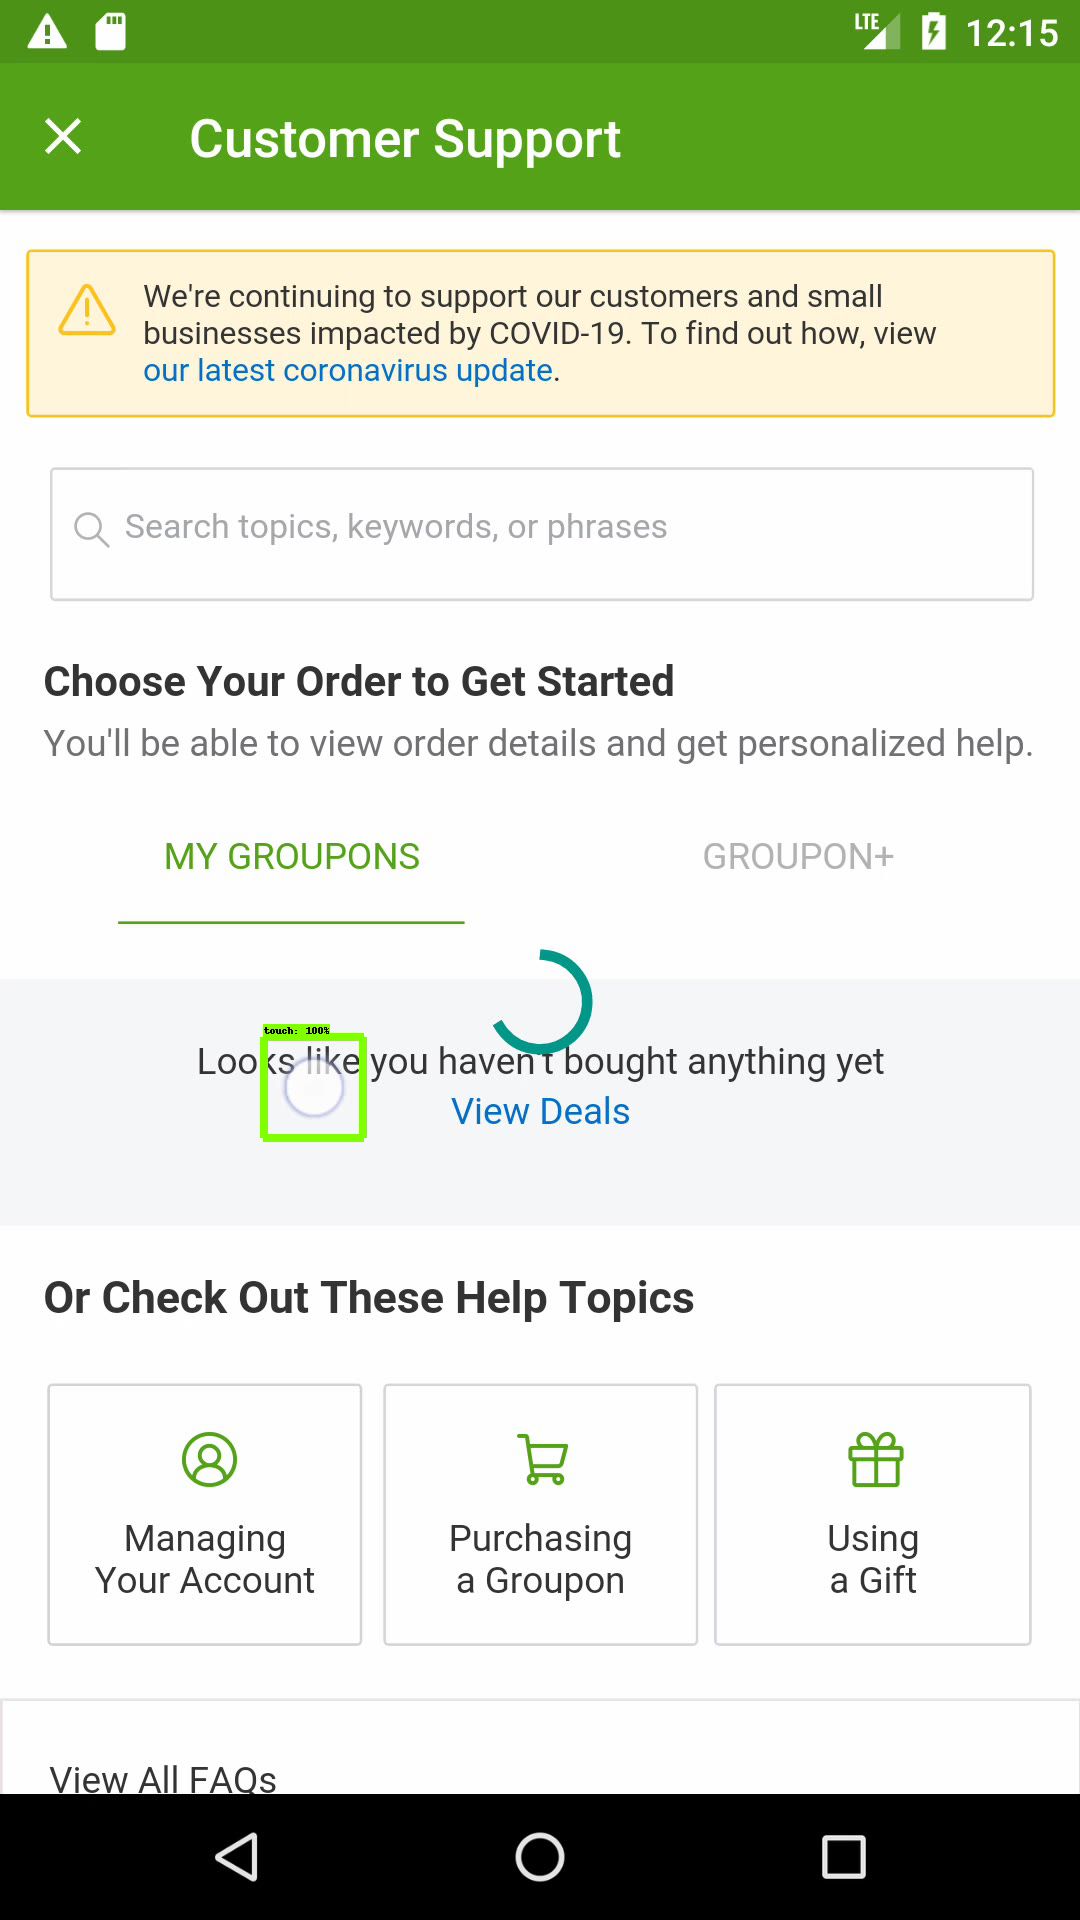 LTE 12:15
Customer Support
We're continuing to support our customers and small
businesses impacted by COVID-19. To find out how, view
our latest coronavirus update.
Search topics, keywords, or phrases
Choose Your Order to Get Started
You'll be able to view order details and get personalized help.
MY GROUPONS GROUPON+
touch: 100%
Looks like you haven't bought anything yet
View Deals
Or Check Out These Help Topics
Managing
Your Account
Purchasing
a Groupon
Using
a Gift
View All FAQs